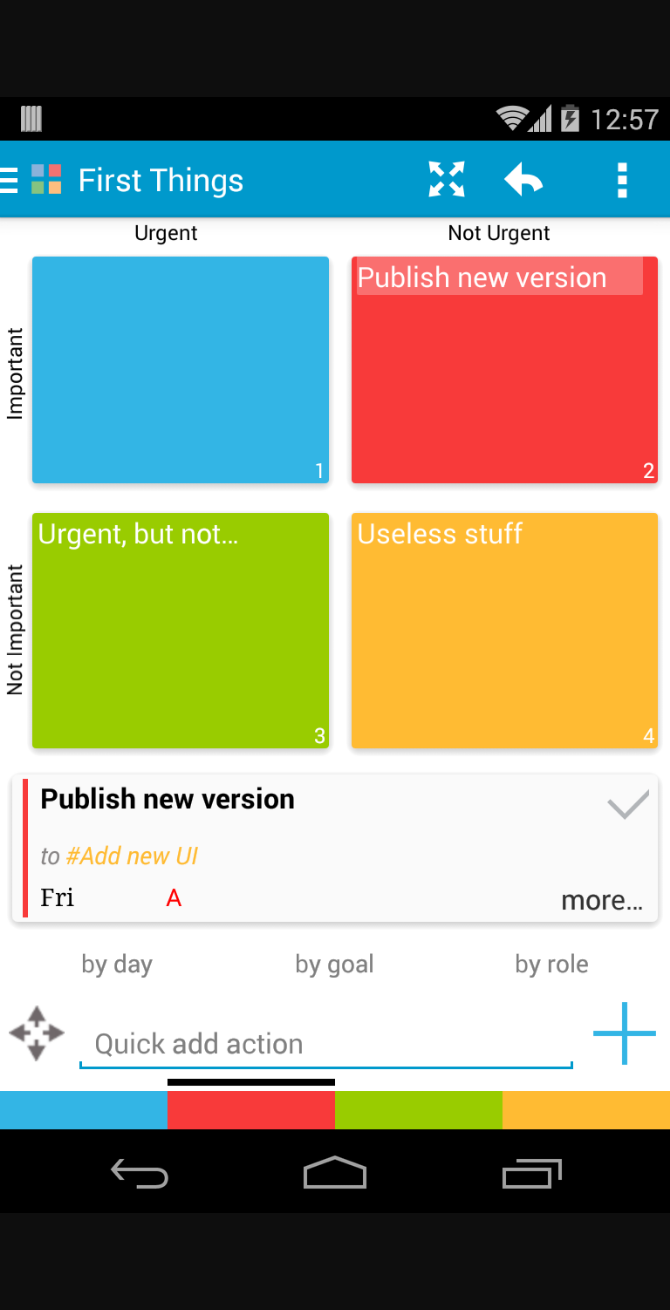 12:57
First Things
Urgent
Not Urgent
Important
Publish new version
1
2
Not Important
Urgent, but not...
Useless stuff
3
4
Publish new version
to #Add new UI
Fri
A
more...
by day
by goal
by role
Quick add action